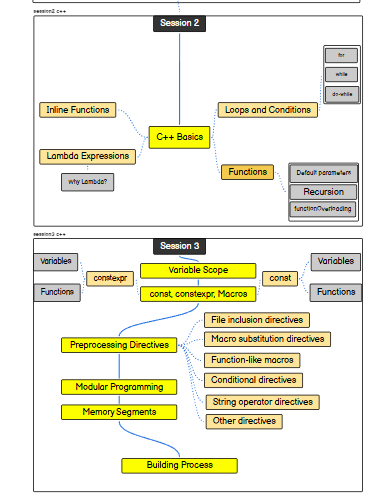 session2 c++
Session 2
for
while
do-while
Inline Functions
Loops and Conditions
C++ Basics
Lambda Expressions
why Lambda?
Functions
Default parameters
Recursion
functionOverloading
session3 c++
Session 3
Variables
Variables
Variable Scope
constexpr
const
Functions
const, constexpr, Macros
Functions
File inclusion directives
Macro substitution directives
Preprocessing Directives
Function-like macros
Conditional directives
Modular Programming
String operator directives
Memory Segments
Other directives
Building Process